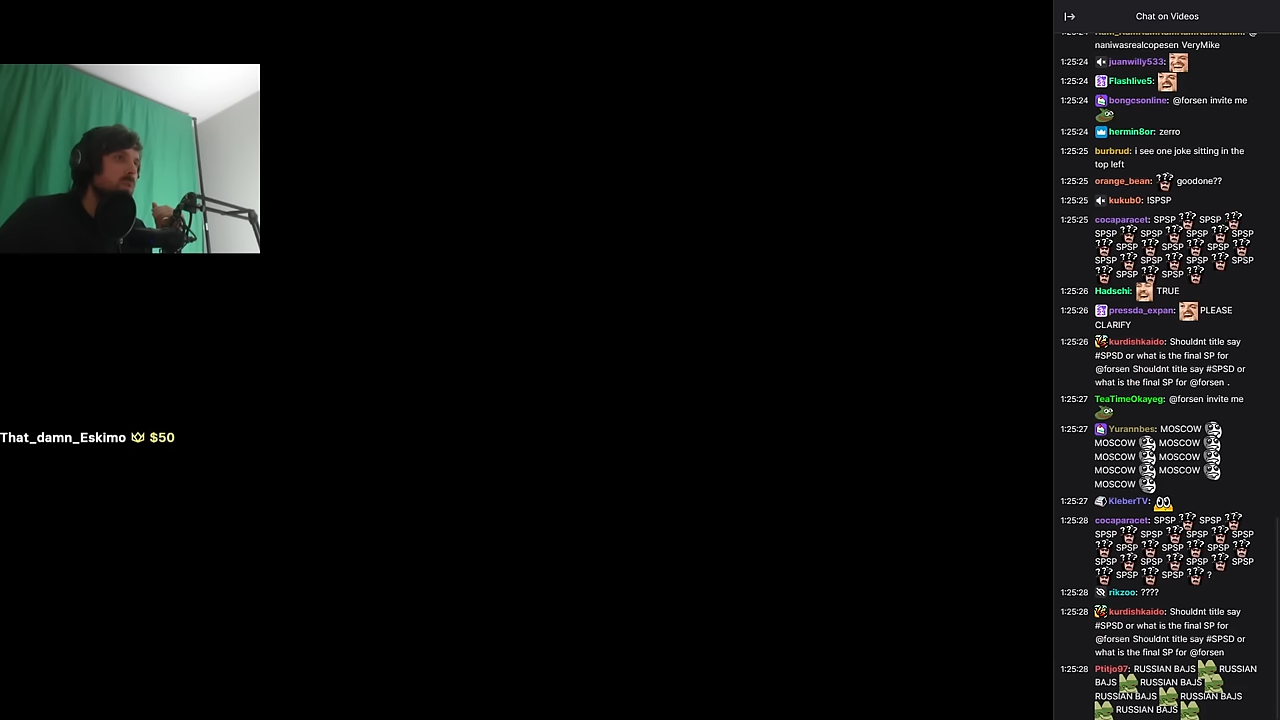 Chat on Videos
naniwasrealcopesen VeryMike
1:25:24 juanwilly533:
1:25:24 Flashlive5:
1:25:24 bongcsonline: @forsen invite me
1:25:24 hermin8or: zerro
1:25:25 burbrud: i see one joke sitting in the
top left
1:25:25 orange_bean: goodone??
1:25:25 kukub0: !SPSP
1:25:25 cocaparacet: SPSP SPSP
SPSP SPSP SPSP SPSP
SPSP SPSP SPSP
SPSP SPSP SPSP SPSP
SPSP SPSP
1:25:26 Hadschi: TRUE
1:25:26 pressda_expan: PLEASE
CLARIFY
1:25:26 kurdishkaido: Shouldnt title say
#SPSD or what is the final SP for
@forsen Shouldnt title say #SPSD or
what is the final SP for @forsen .
1:25:27 TeaTimeOkayeg: @forsen invite me
1:25:27 Yurannbes: MOSCOW
MOSCOW MOSCOW
MOSCOW MOSCOW
MOSCOW MOSCOW
MOSCOW
That_damn_Eskimo $50
1:25:27 KleberTV:
1:25:28 cocaparacet: SPSP SPSP
SPSP SPSP SPSP SPSP
SPSP SPSP SPSP
SPSP SPSP SPSP SPSP
SPSP SPSP ?
1:25:28 rikzoo: ????
1:25:28 kurdishkaido: Shouldnt title say
#SPSD or what is the final SP for
@forsen Shouldnt title say #SPSD or
what is the final SP for @forsen
1:25:28 Ptitjo97: RUSSIAN BAJS RUSSIAN
BAJS RUSSIAN BAJS
RUSSIAN BAJS RUSSIAN BAJS
RUSSIAN BAJS